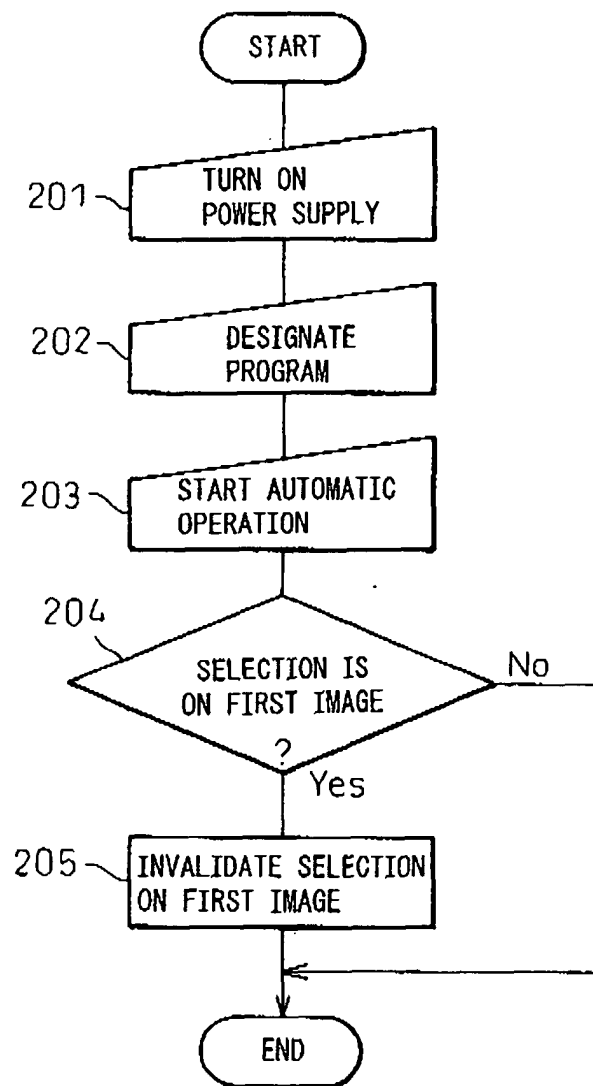 START
201
TURN ON
POWER SUPPLY
202
DESIGNATE
PROGRAM
203
START AUTOMATIC
OPERATION
204
SELECTION IS
ON FIRST IMAGE
?
No
Yes
205
INVALIDATE SELECTION
ON FIRST IMAGE
END